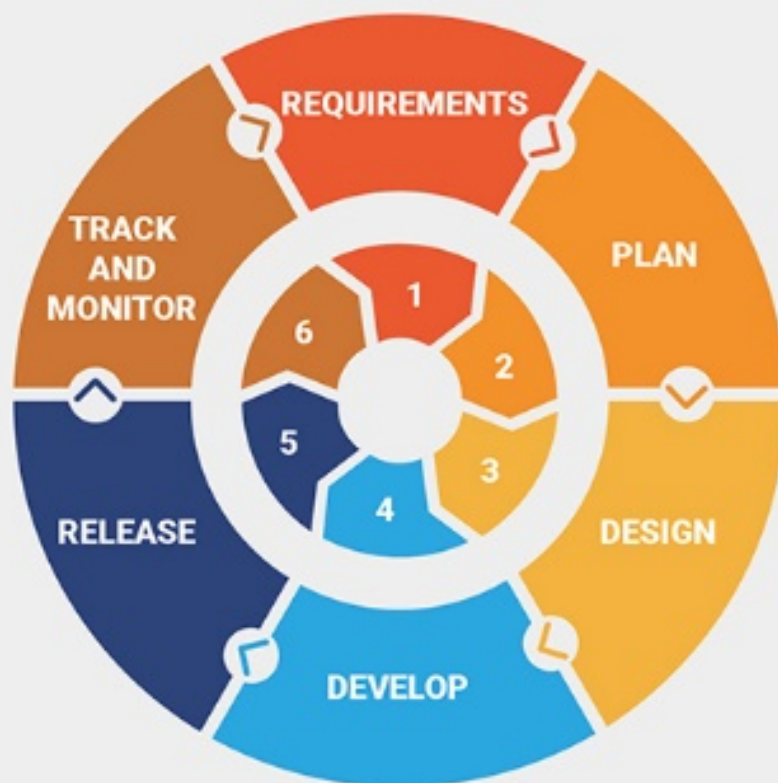 REQUIREMENTS
PLAN
DESIGN
DEVELOP
RELEASE
TRACK
AND
MONITOR
1
2
3
4
5
6